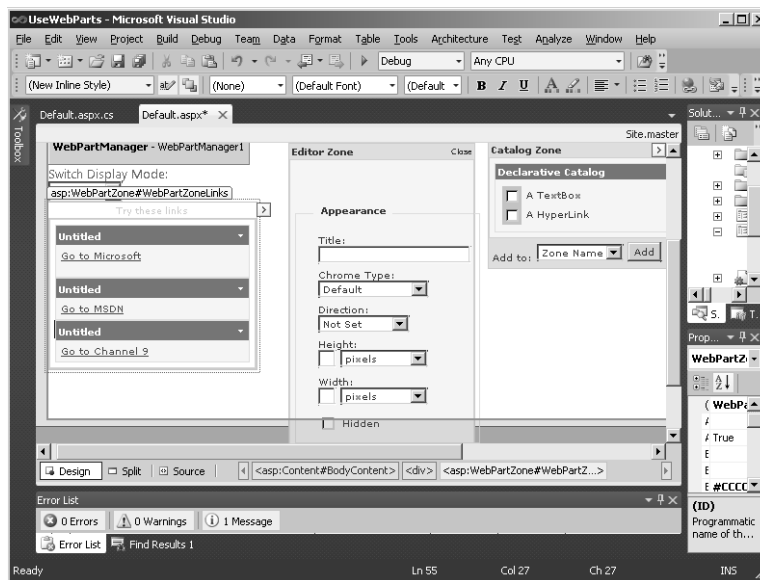 UseWebParts - Microsoft Visual Studio
File Edit View Project Build Debug Team Data Format Table Tools Architecture Test Analyze Window Help
Debug Any CPU
(New Inline Style) (None) (Default Font) (Default B I U A
Toolbox
Default.aspx.cs Default.aspx* X
Site.master
WebPartManager - WebPartManager1
Switch Display Mode:
asp:WebPartZone#WebPartZoneLinks
Try these links
Untitled
Go to Microsoft
Untitled
Go to MSDN
Untitled
Go to Channel 9
Editor Zone Close
Appearance
Title:
Chrome Type:
Default
Direction:
Not Set
Height:
pixels
Width:
pixels
Hidden
Catalog Zone
Declarative Catalog
A TextBox
A HyperLink
Add to: Zone Name Add
Design Split Source <asp:Content#BodyContent> <div> <asp:WebPartZone#WebPartZ...>
Solut...
S. T.
Prop...
WebPartZ
( WebPa
True
E
E
E #CCCC
(ID)
Programmatic
name of th...
Error List
0 Errors 0 Warnings 1 Message
Error List Find Results 1
Ready Ln 55 Col 27 Ch 27 INS